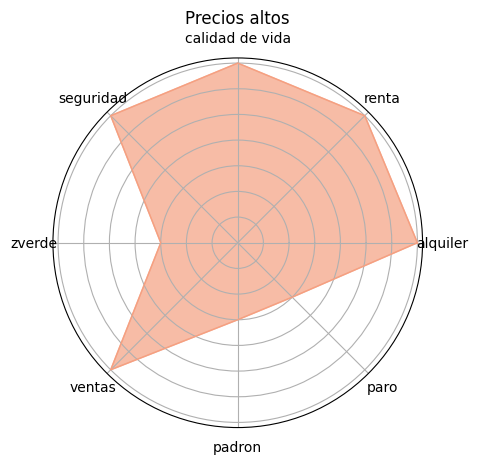 Precios altos
calidad de vida
seguridad
renta
zverde
alquiler
ventas
paro
padron